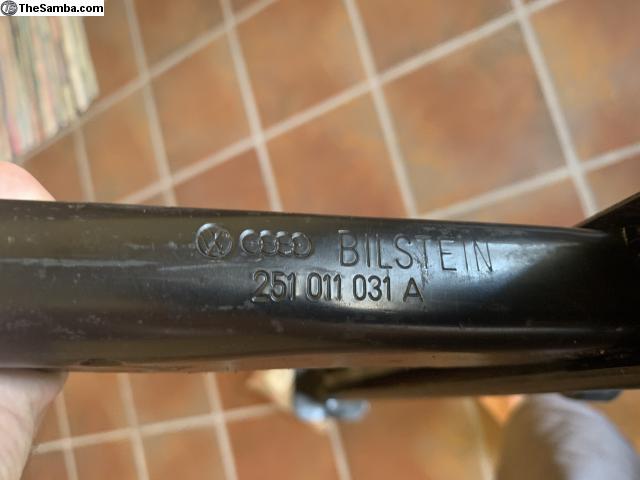 TheSamba.com
BILSTEIN
251 011 031 A